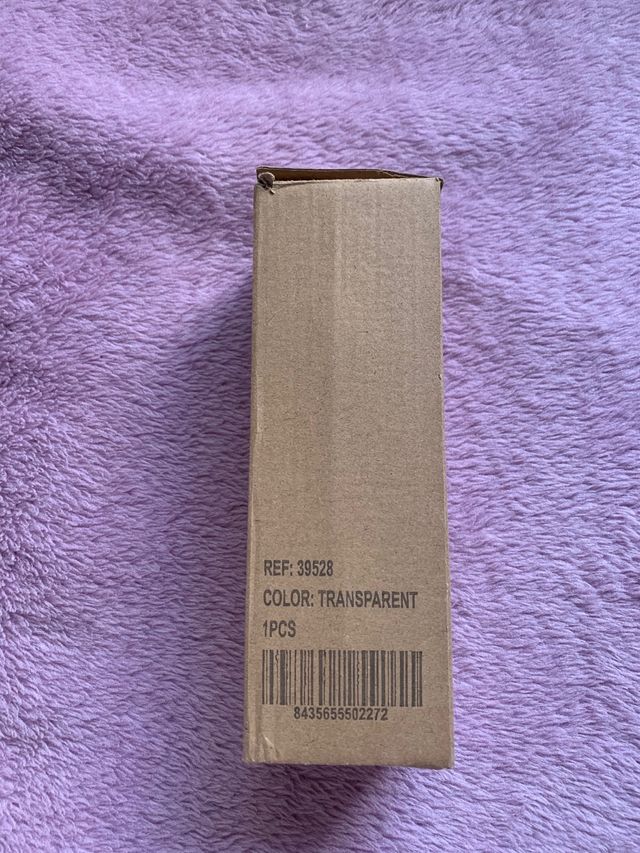 REF: 39528
COLOR: TRANSPARENT
1PCS
8435655502272